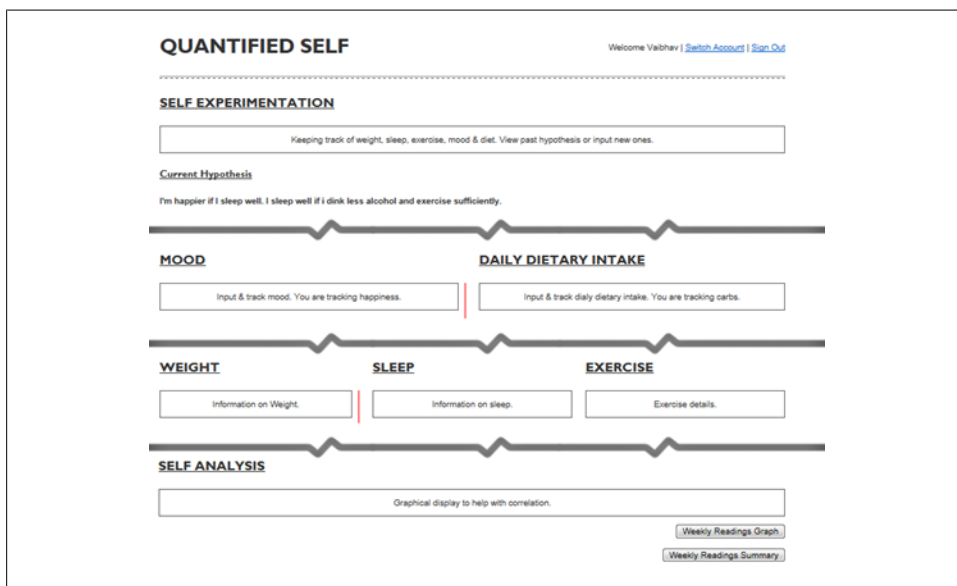 QUANTIFIED SELF
Welcome Vaibhav | Switch Account | Sign Out
SELF EXPERIMENTATION
Keeping track of weight, sleep, exercise, mood & diet. View past hypothesis or input new ones.
Current Hypothesis
I'm happier if I sleep well. I sleep well if i dink less alcohol and exercise sufficiently.
MOOD
DAILY DIETARY INTAKE
Input & track mood. You are tracking happiness.
Input & track dialy dietary intake. You are tracking carbs.
WEIGHT
SLEEP
EXERCISE
Information on Weight.
Information on sleep.
Exercise details.
SELF ANALYSIS
Graphical display to help with correlation.
Weekly Readings Graph
Weekly Readings Summary